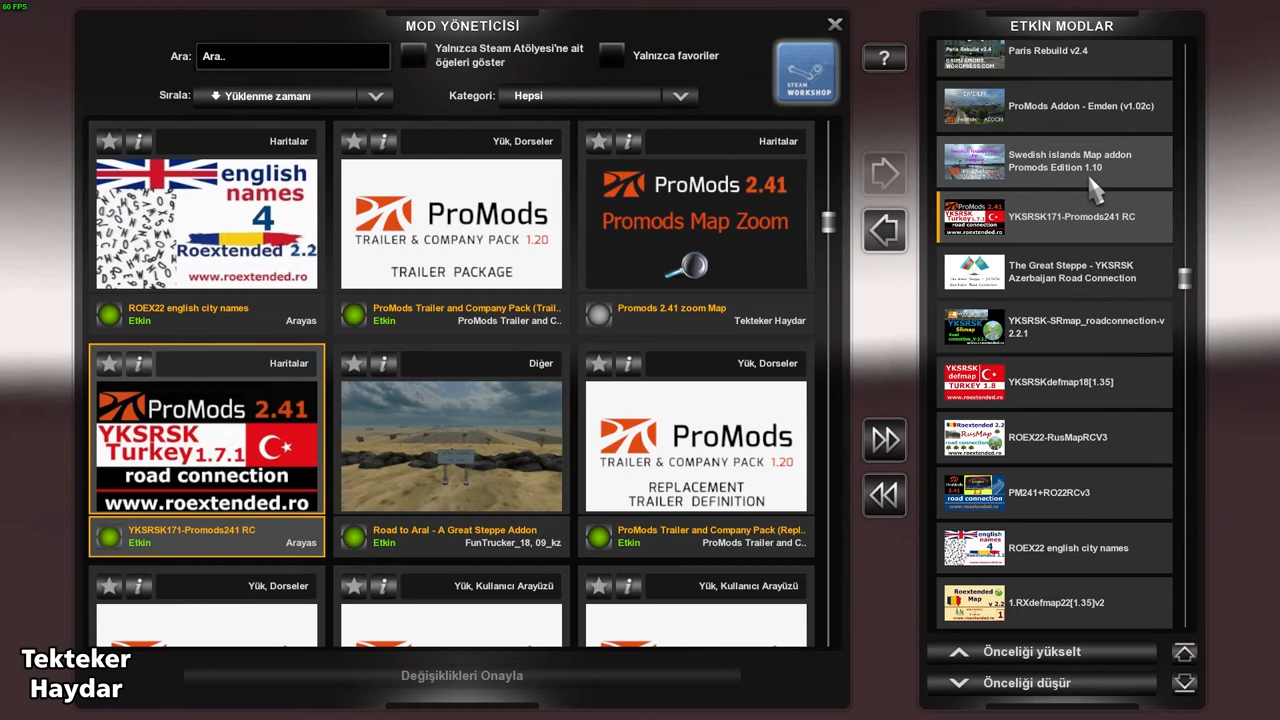 60 FPS
MOD YÖNETİCİSİ
Ara:
Ara..
Yalnızca Steam Atölyesi'ne ait
öğeleri göster
Yalnızca favoriler
STEAM
WORKSHOP
Sırala:
Yüklenme zamanı
Kategori:
Hepsi
i
Haritalar
english
names
4
Roextended 2.2
www.roextended.ro
ROEX22 english city names
Etkin
Arayas
i
Yük, Dorseler
ProMods
TRAILER & COMPANY PACK 1.20
TRAILER PACKAGE
ProMods Trailer and Company Pack (Trail..
Etkin
ProMods Trailer and C..
i
Haritalar
ProMods 2.41
Promods Map Zoom
Promods 2.41 zoom Map
Tekteker Haydar
i
Haritalar
ProMods 2.41
YKSRSK
Turkey1.7.1
road connection
www.roextended.ro
YKSRSK171-Promods241 RC
Etkin
Arayas
i
Diğer
Road to Aral - A Great Steppe Addon
Etkin
FunTrucker_18, 09_kz
i
Yük, Dorseler
ProMods
TRAILER & COMPANY PACK 1.20
REPLACEMENT
TRAILER DEFINITION
ProMods Trailer and Company Pack (Repl..
Etkin
ProMods Trailer and C..
i
Yük, Dorseler
i
Yük, Kullanıcı Arayüzü
i
Yük, Kullanıcı Arayüzü
Değişiklikleri Onayla
Tekteker
Haydar
?
ETKİN MODLAR
Paris Rebuild v2.4
ProMods Addon - Emden (v1.02c)
Swedish islands Map addon
Promods Edition 1.10
YKSRSK171-Promods241 RC
The Great Steppe - YKSRSK
Azerbaijan Road Connection
YKSRSK-SRmap_roadconnection-v
2.2.1
YKSRSKdefmap18[1.35]
ROEX22-RusMapRCV3
PM241+RO22RCv3
ROEX22 english city names
1.RXdefmap22[1.35]v2
Önceliği yükselt
Önceliği düşür